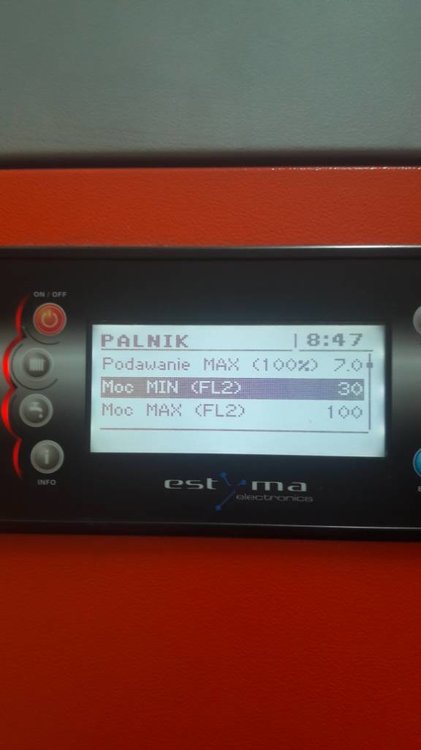 ON / OFF
PALNIK 8:47
Podawanie MAX (100%) 7.0
Moc MIN (FL2) 30
Moc MAX (FL2) 100
INFO
estyma
electronics